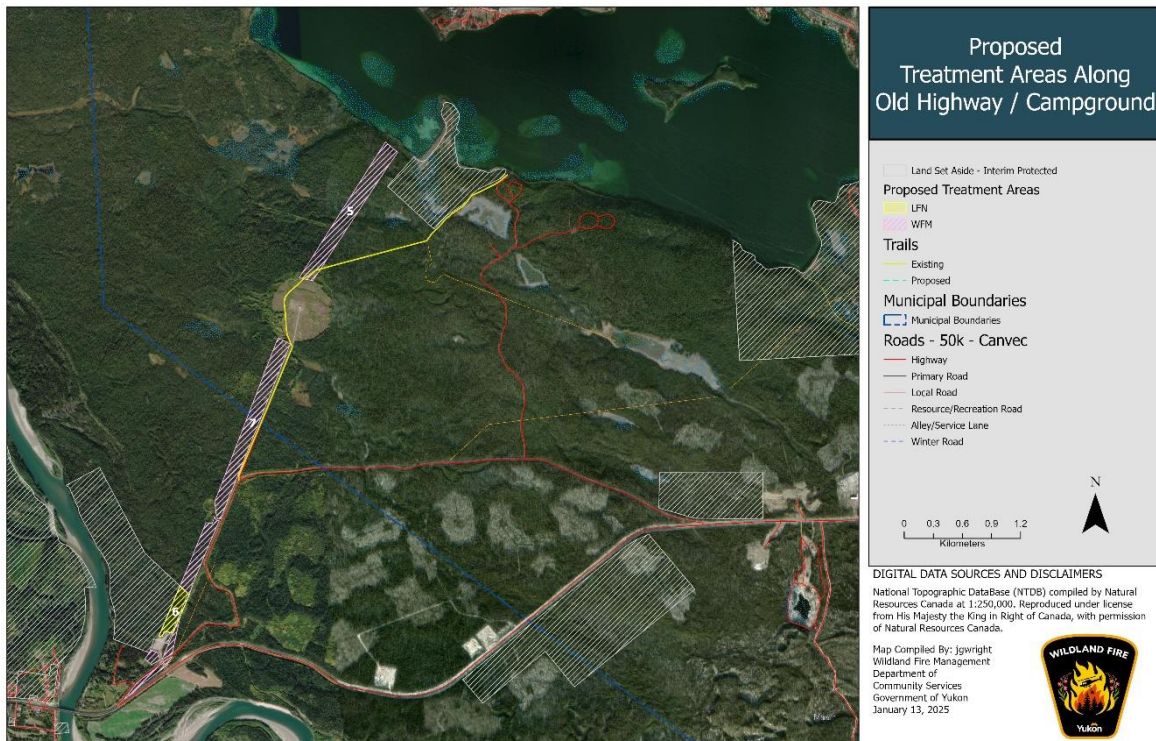 Proposed
Treatment Areas Along
Old Highway / Campground
Land Set Aside - Interim Protected
Proposed Treatment Areas
LFN
WFM
Trails
Existing
Proposed
Municipal Boundaries
Municipal Boundaries
Roads - 50k - Canvec
Highway
Primary Road
Local Road
Resource/Recreation Road
Alley/Service Lane
Winter Road
N
0 0.3 0.6 0.9 1.2
Kilometers
DIGITAL DATA SOURCES AND DISCLAIMERS
National Topographic DataBase (NTDB) compiled by Natural
Resources Canada at 1:250,000. Reproduced under license
from His Majesty the King in Right of Canada, with permission
of Natural Resources Canada.
Map Compiled By: jgwright
Wildland Fire Management
Department of
Community Services
Government of Yukon
January 13, 2025
WILDLAND FIRE
Yukon
5
7
6